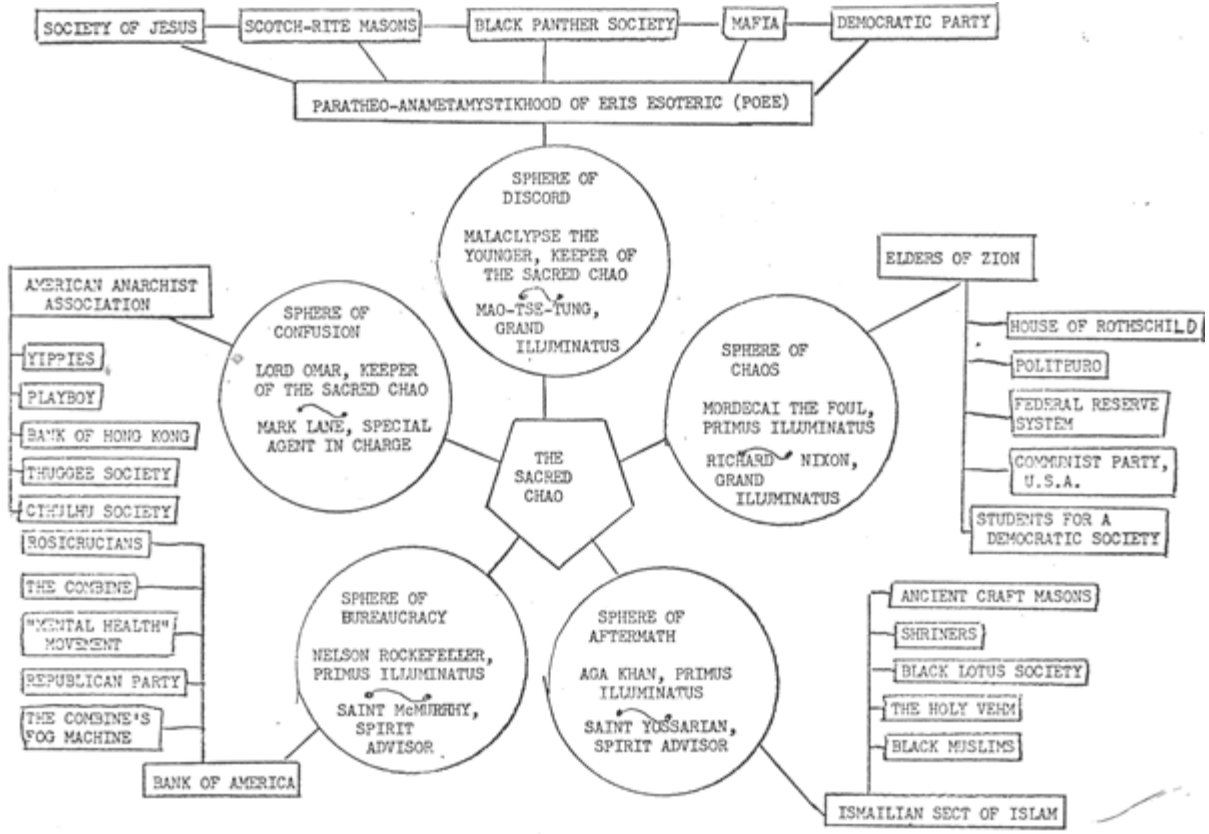 SOCIETY OF JESUS
SCOTCH-RITE MASONS
BLACK PANTHER SOCIETY
MAFIA
DEMOCRATIC PARTY
PARATHEO-ANAMETAMYSTIKHOOD OF ERIS ESOTERIC (POEE)
SPHERE OF
DISCORD
MALACLYPSE THE
YOUNGER, KEEPER OF
THE SACRED CHAO
MAO-TSE-TUNG,
GRAND
ILLUMINATUS
AMERICAN ANARCHIST
ASSOCIATION
YIPPIES
PLAYBOY
BANK OF HONG KONG
THUGGEE SOCIETY
CTHULHU SOCIETY
SPHERE OF
CONFUSION
LORD OMAR, KEEPER
OF THE SACRED CHAO
MARK LANE, SPECIAL
AGENT IN CHARGE
THE
SACRED
CHAO
SPHERE OF
CHAOS
MORDECAI THE FOUL,
PRIMUS ILLUMINATUS
RICHARD NIXON,
GRAND
ILLUMINATUS
ELDERS OF ZION
HOUSE OF ROTHSCHILD
POLITBURO
FEDERAL RESERVE
SYSTEM
COMMUNIST PARTY,
U.S.A.
STUDENTS FOR A
DEMOCRATIC SOCIETY
ROSICRUCIANS
THE COMBINE
"MENTAL HEALTH"
MOVEMENT
REPUBLICAN PARTY
THE COMBINE'S
FOG MACHINE
BANK OF AMERICA
SPHERE OF
BUREAUCRACY
NELSON ROCKEFELLER,
PRIMUS ILLUMINATUS
SAINT McMURPHY,
SPIRIT
ADVISOR
SPHERE OF
AFTERMATH
AGA KHAN, PRIMUS
ILLUMINATUS
SAINT YOSSARIAN,
SPIRIT ADVISOR
ANCIENT CRAFT MASONS
SHRINERS
BLACK LOTUS SOCIETY
THE HOLY VEHM
BLACK MUSLIMS
ISMAILIAN SECT OF ISLAM